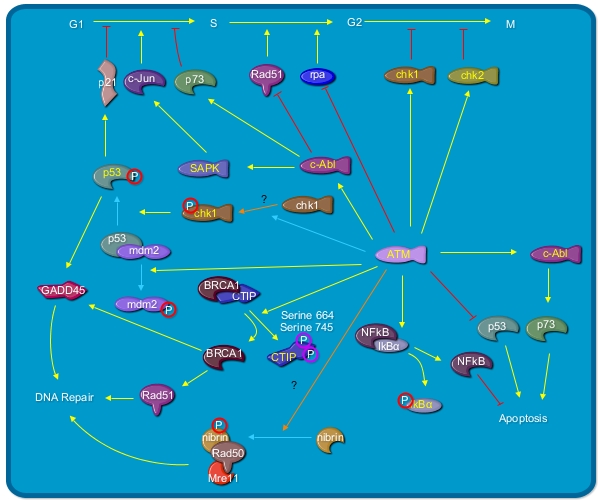 G1 S G2 M
p21 c-Jun p73 Rad51 rpa chk1 chk2
p53 P SAPK c-Abl
P chk1 ? chk1
p53 mdm2 ATM c-Abl
GADD45 mdm2 P BRCA1 CTIP
Serine 664
Serine 745
P
CTIP P
NFkB IkBα p53 p73
BRCA1 NFkB
?
DNA Repair Rad51 P IkBα Apoptosis
P
nibrin nibrin
Rad50
Mre11